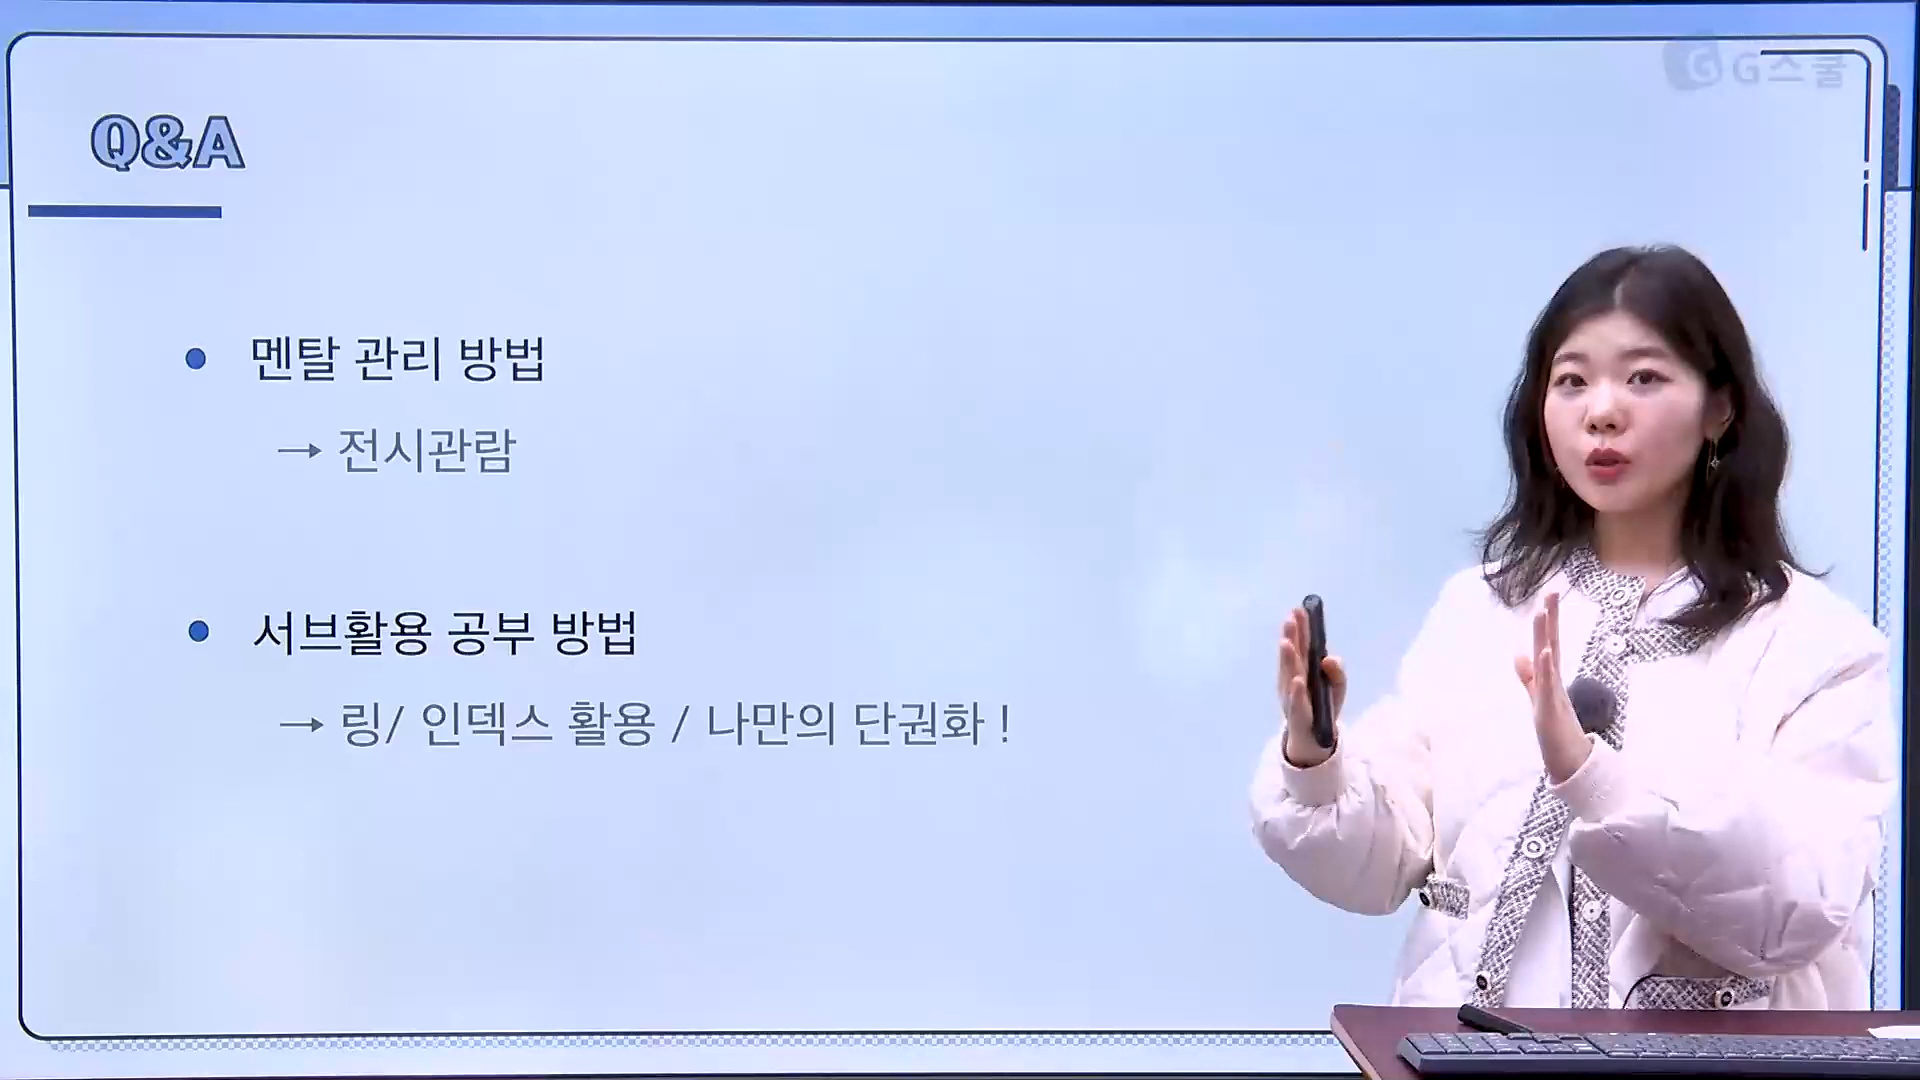 G G스쿨
Q&A
• 멘탈 관리 방법
→ 전시관람
• 서브활용 공부 방법
→ 링/ 인덱스 활용 / 나만의 단권화 !